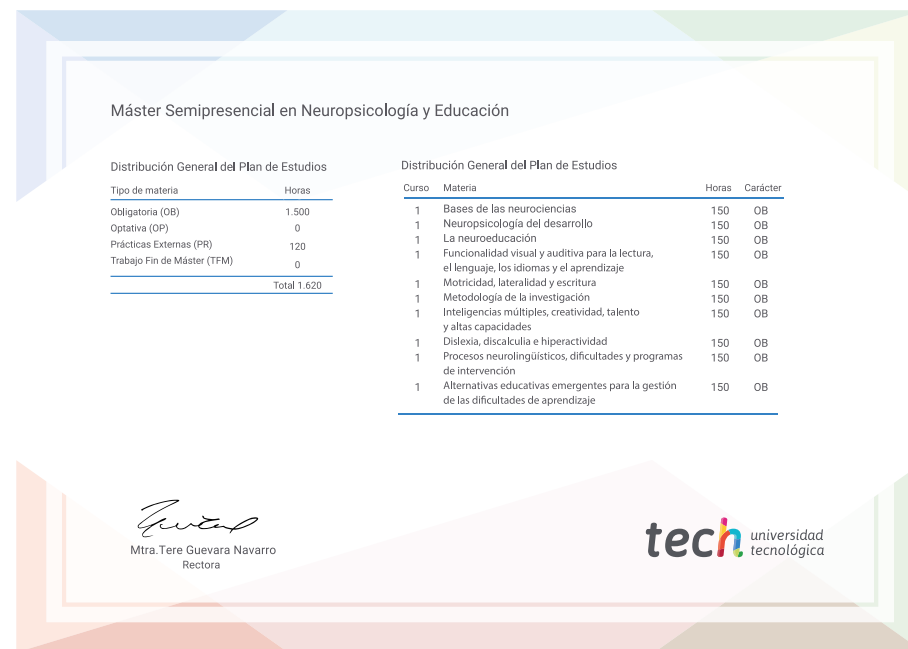 Máster Semipresencial en Neuropsicología y Educación
Distribución General del Plan de Estudios
Tipo de materia Horas
Obligatoria (OB) 1.500
Optativa (OP) 0
Prácticas Externas (PR) 120
Trabajo Fin de Máster (TFM) 0
Total 1.620
Distribución General del Plan de Estudios
Curso Materia Horas Carácter
1 Bases de las neurociencias 150 OB
1 Neuropsicología del desarrollo 150 OB
1 La neuroeducación 150 OB
1 Funcionalidad visual y auditiva para la lectura, 150 OB
el lenguaje, los idiomas y el aprendizaje
1 Motricidad, lateralidad y escritura 150 OB
1 Metodología de la investigación 150 OB
1 Inteligencias múltiples, creatividad, talento 150 OB
y altas capacidades
1 Dislexia, discalculia e hiperactividad 150 OB
1 Procesos neurolingüísticos, dificultades y programas 150 OB
de intervención
1 Alternativas educativas emergentes para la gestión 150 OB
de las dificultades de aprendizaje
Mtra.Tere Guevara Navarro
Rectora
tech universidad
tecnológica